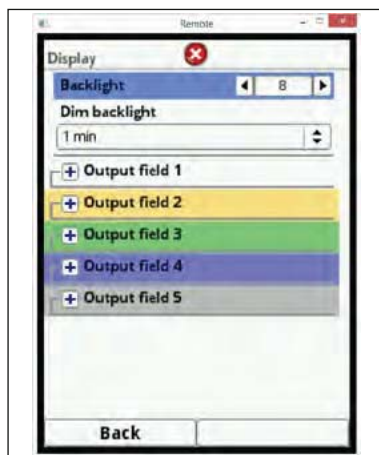 Remote
Display
Backlight 8
Dim backlight
1 min
Output field 1
Output field 2
Output field 3
Output field 4
Output field 5
Back